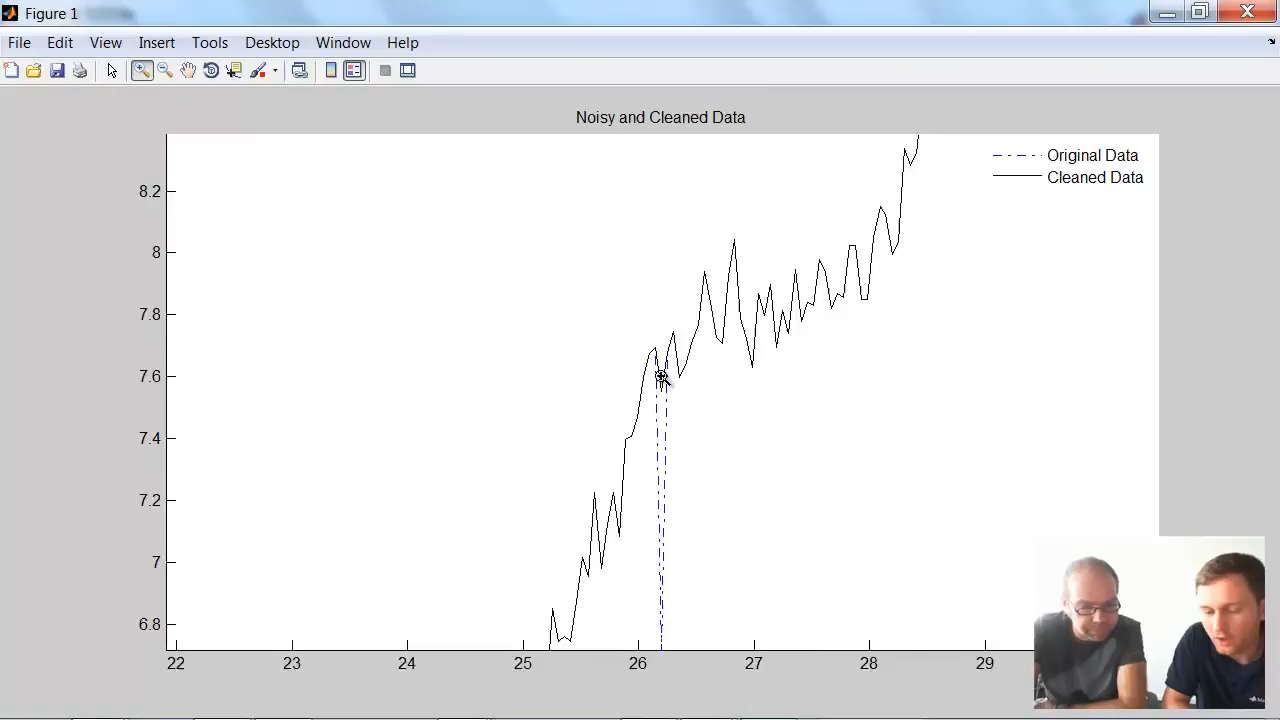 Figure 1
File Edit View Insert Tools Desktop Window Help
Noisy and Cleaned Data
Original Data
Cleaned Data
8.2
8
7.8
7.6
7.4
7.2
7
6.8
22 23 24 25 26 27 28 29